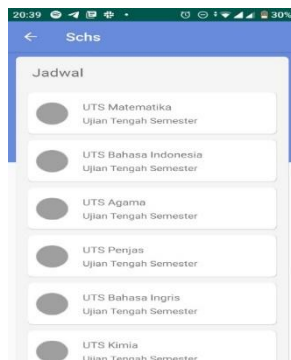 20:39
30%
Schs
Jadwal
UTS Matematika
Ujian Tengah Semester
UTS Bahasa Indonesia
Ujian Tengah Semester
UTS Agama
Ujian Tengah Semester
UTS Penjas
Ujian Tengah Semester
UTS Bahasa Ingris
Ujian Tengah Semester
UTS Kimia
Ujian Tengah Semester